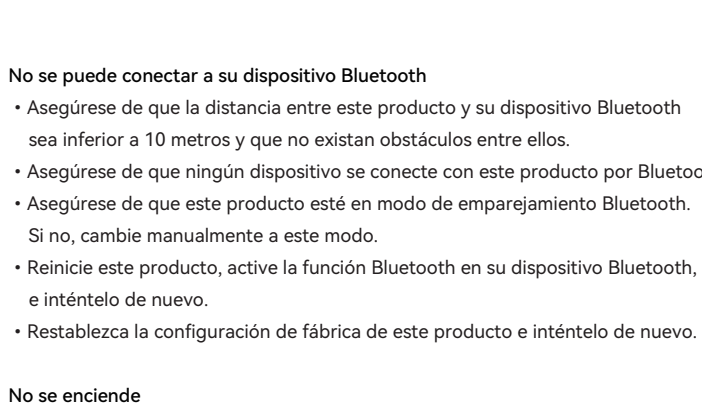 No se puede conectar a su dispositivo Bluetooth
• Asegúrese de que la distancia entre este producto y su dispositivo Bluetooth
sea inferior a 10 metros y que no existan obstáculos entre ellos.
• Asegúrese de que ningún dispositivo se conecte con este producto por Bluetoo
• Asegúrese de que este producto esté en modo de emparejamiento Bluetooth.
Si no, cambie manualmente a este modo.
• Reinicie este producto, active la función Bluetooth en su dispositivo Bluetooth,
e inténtelo de nuevo.
• Restablezca la configuración de fábrica de este producto e inténtelo de nuevo.
No se enciende